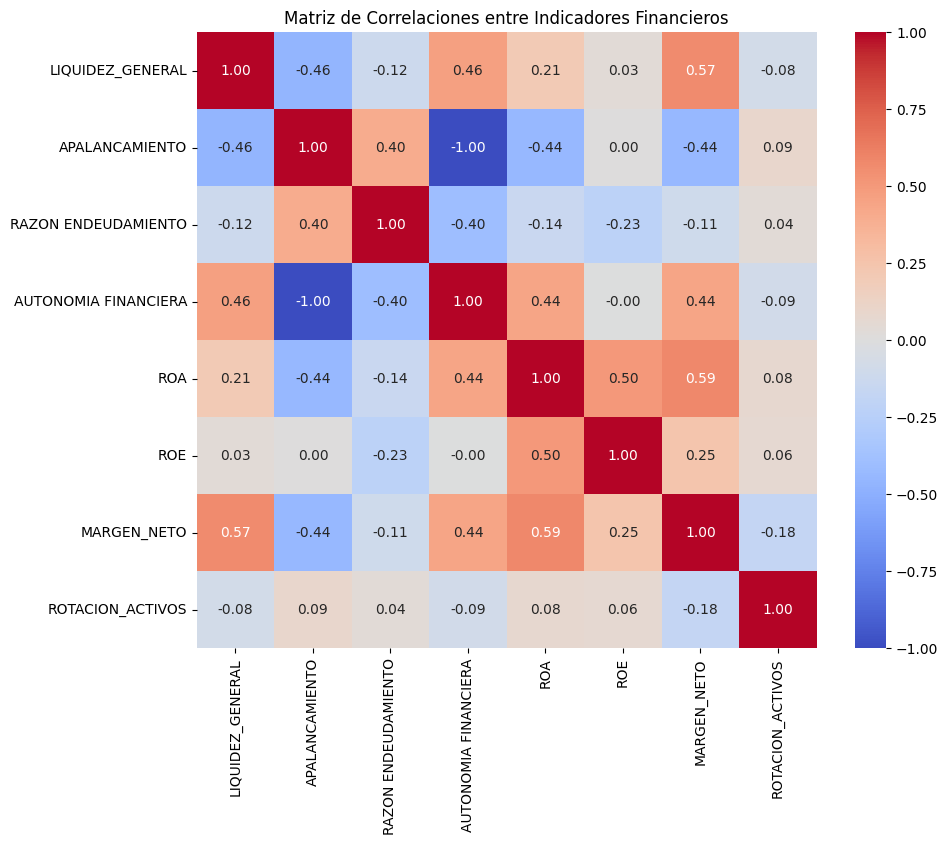 Matriz de Correlaciones entre Indicadores Financieros
LIQUIDEZ_GENERAL 1.00 -0.46 -0.12 0.46 0.21 0.03 0.57 -0.08
APALANCAMIENTO -0.46 1.00 0.40 -1.00 -0.44 0.00 -0.44 0.09
RAZON ENDEUDAMIENTO -0.12 0.40 1.00 -0.40 -0.14 -0.23 -0.11 0.04
AUTONOMIA FINANCIERA 0.46 -1.00 -0.40 1.00 0.44 -0.00 0.44 -0.09
ROA 0.21 -0.44 -0.14 0.44 1.00 0.50 0.59 0.08
ROE 0.03 0.00 -0.23 -0.00 0.50 1.00 0.25 0.06
MARGEN_NETO 0.57 -0.44 -0.11 0.44 0.59 0.25 1.00 -0.18
ROTACION_ACTIVOS -0.08 0.09 0.04 -0.09 0.08 0.06 -0.18 1.00
LIQUIDEZ_GENERAL
APALANCAMIENTO
RAZON ENDEUDAMIENTO
AUTONOMIA FINANCIERA
ROA
ROE
MARGEN_NETO
ROTACION_ACTIVOS
1.00
0.75
0.50
0.25
0.00
−0.25
−0.50
−0.75
−1.00